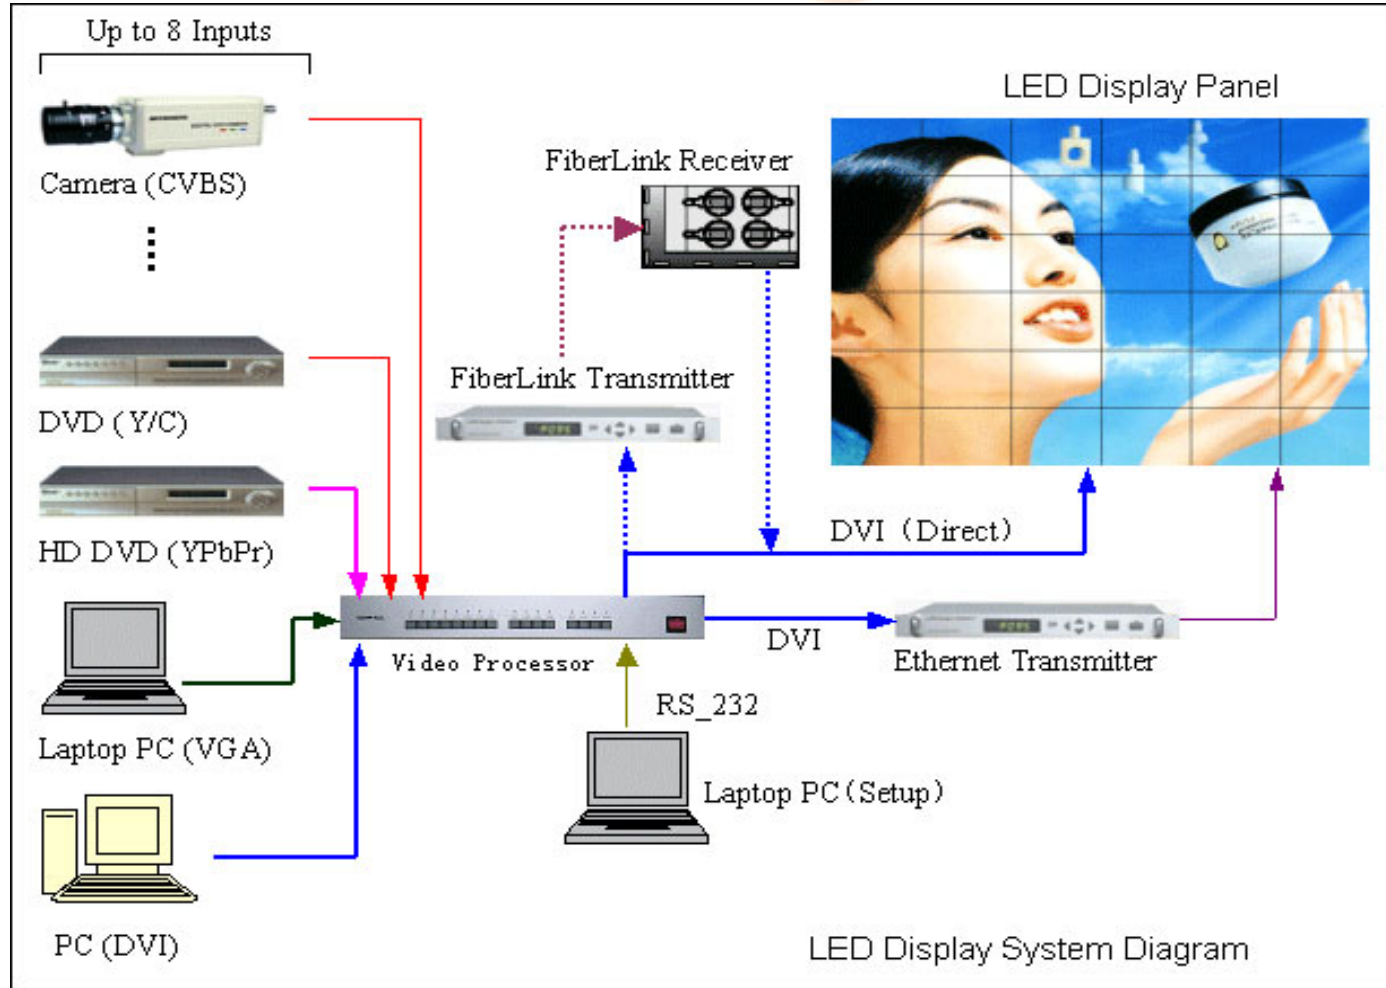 Up to 8 Inputs
LED Display Panel
Camera (CVBS)
FiberLink Receiver
FiberLink Transmitter
DVD (Y/C)
HD DVD (YPbPr)
DVI (Direct)
Video Processor
DVI
Ethernet Transmitter
RS_232
Laptop PC (VGA)
Laptop PC (Setup)
PC (DVI)
LED Display System Diagram